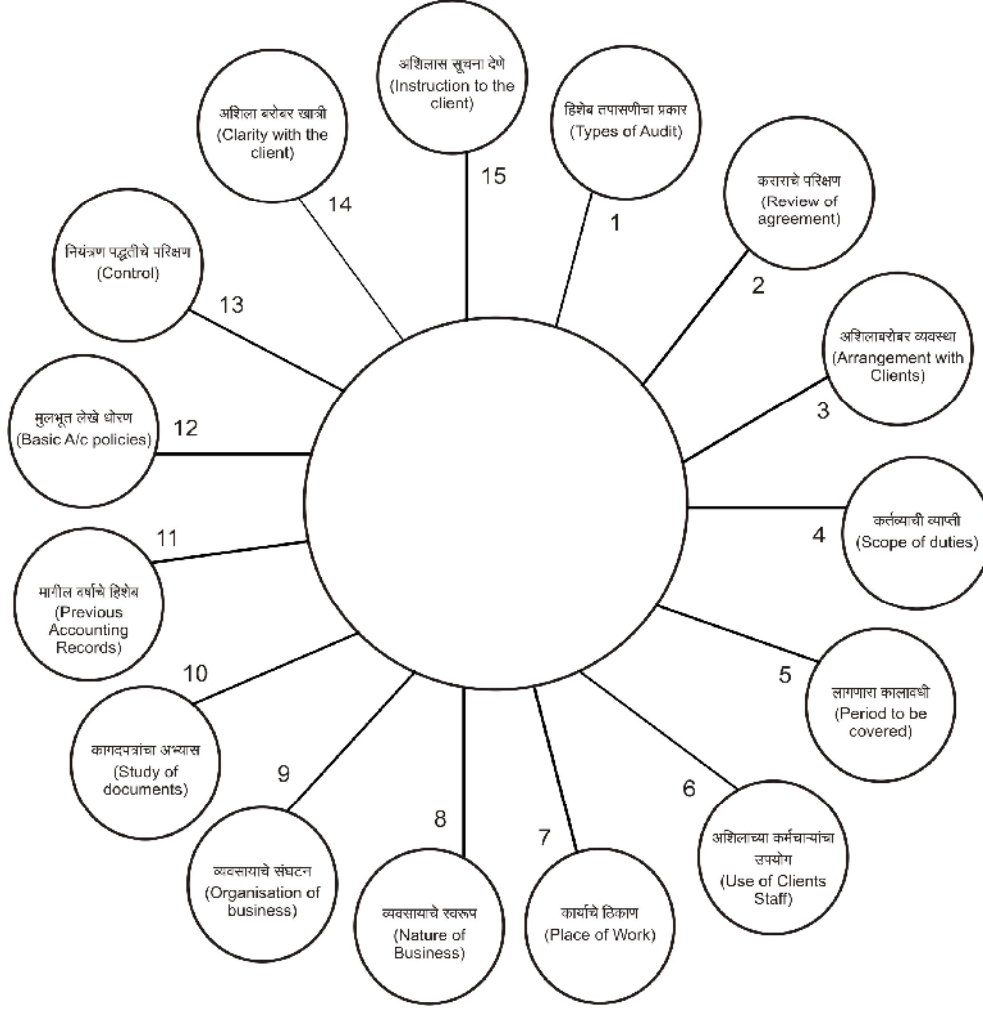 हिशेब तपासणीचा प्रकार
(Types of Audit)
1
कराराचे परिक्षण
(Review of
agreement)
2
अशिलाबरोबर व्यवस्था
(Arrangement with
Clients)
3
कर्तव्याची व्याप्ती
(Scope of duties)
4
लागणारा कालावधी
(Period to be
covered)
5
अशिलाच्या कर्मचाऱ्यांचा
उपयोग
(Use of Clients
Staff)
6
कार्याचे ठिकाण
(Place of Work)
7
व्यवसायाचे स्वरूप
(Nature of
Business)
8
व्यवसायाचे संघटन
(Organisation of
business)
9
कागदपत्रांचा अभ्यास
(Study of
documents)
10
मागील वर्षाचे हिशेब
(Previous
Accounting
Records)
11
मुलभूत लेखे धोरण
(Basic A/c policies)
12
नियंत्रण पद्धतीचे परिक्षण
(Control)
13
अशिला बरोबर खात्री
(Clarity with the
client)
14
अशिलास सूचना देणे
(Instruction to the
client)
15